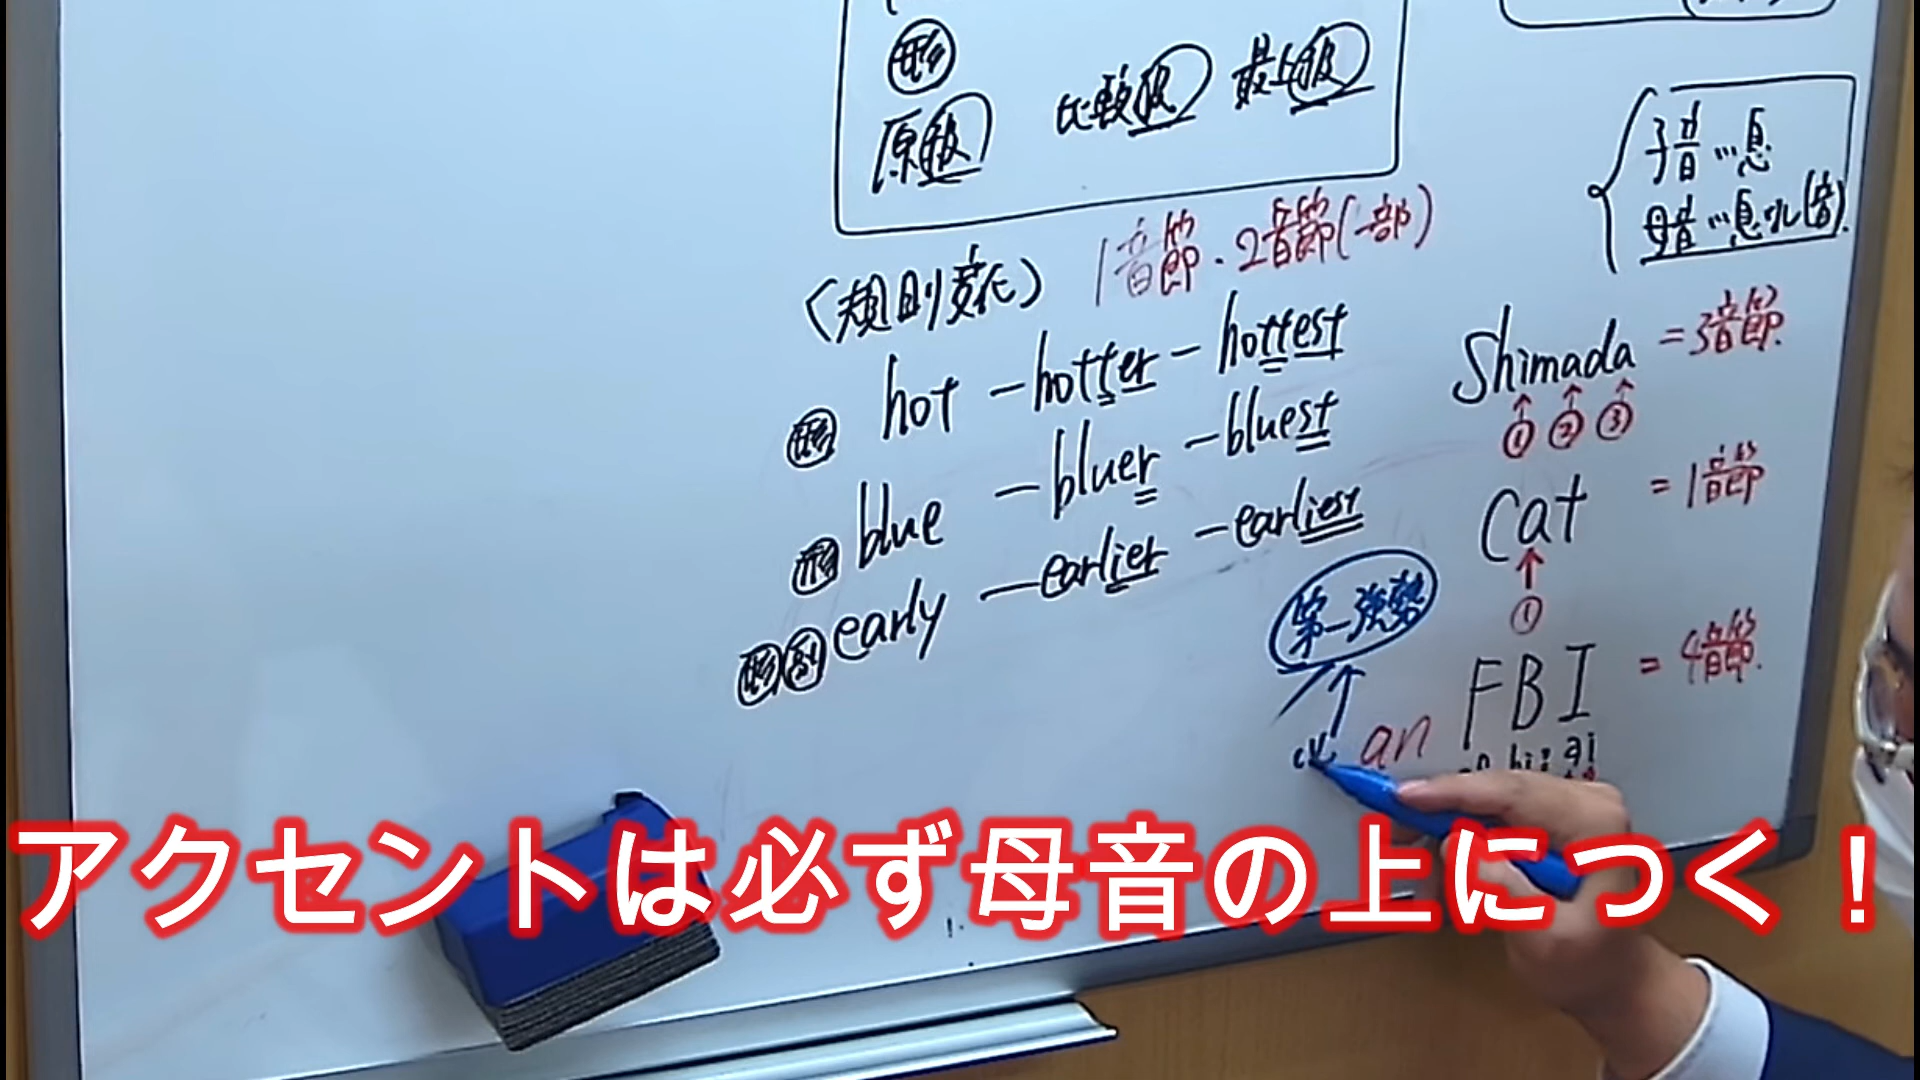 形
原級 比較級 最上級
子音…息
母音…息+ル(音).
〈規則変化〉 1音節・2音節(一部)
形 hot - hotter - hottest
形 blue - bluer - bluest
形 副 early - earlier - earliest
Shimada = 3音節.
① ② ③
cat = 1音節
①
第一強勢
an FBI = 4音節.
bi: ai
アクセントは必ず母音の上につく!